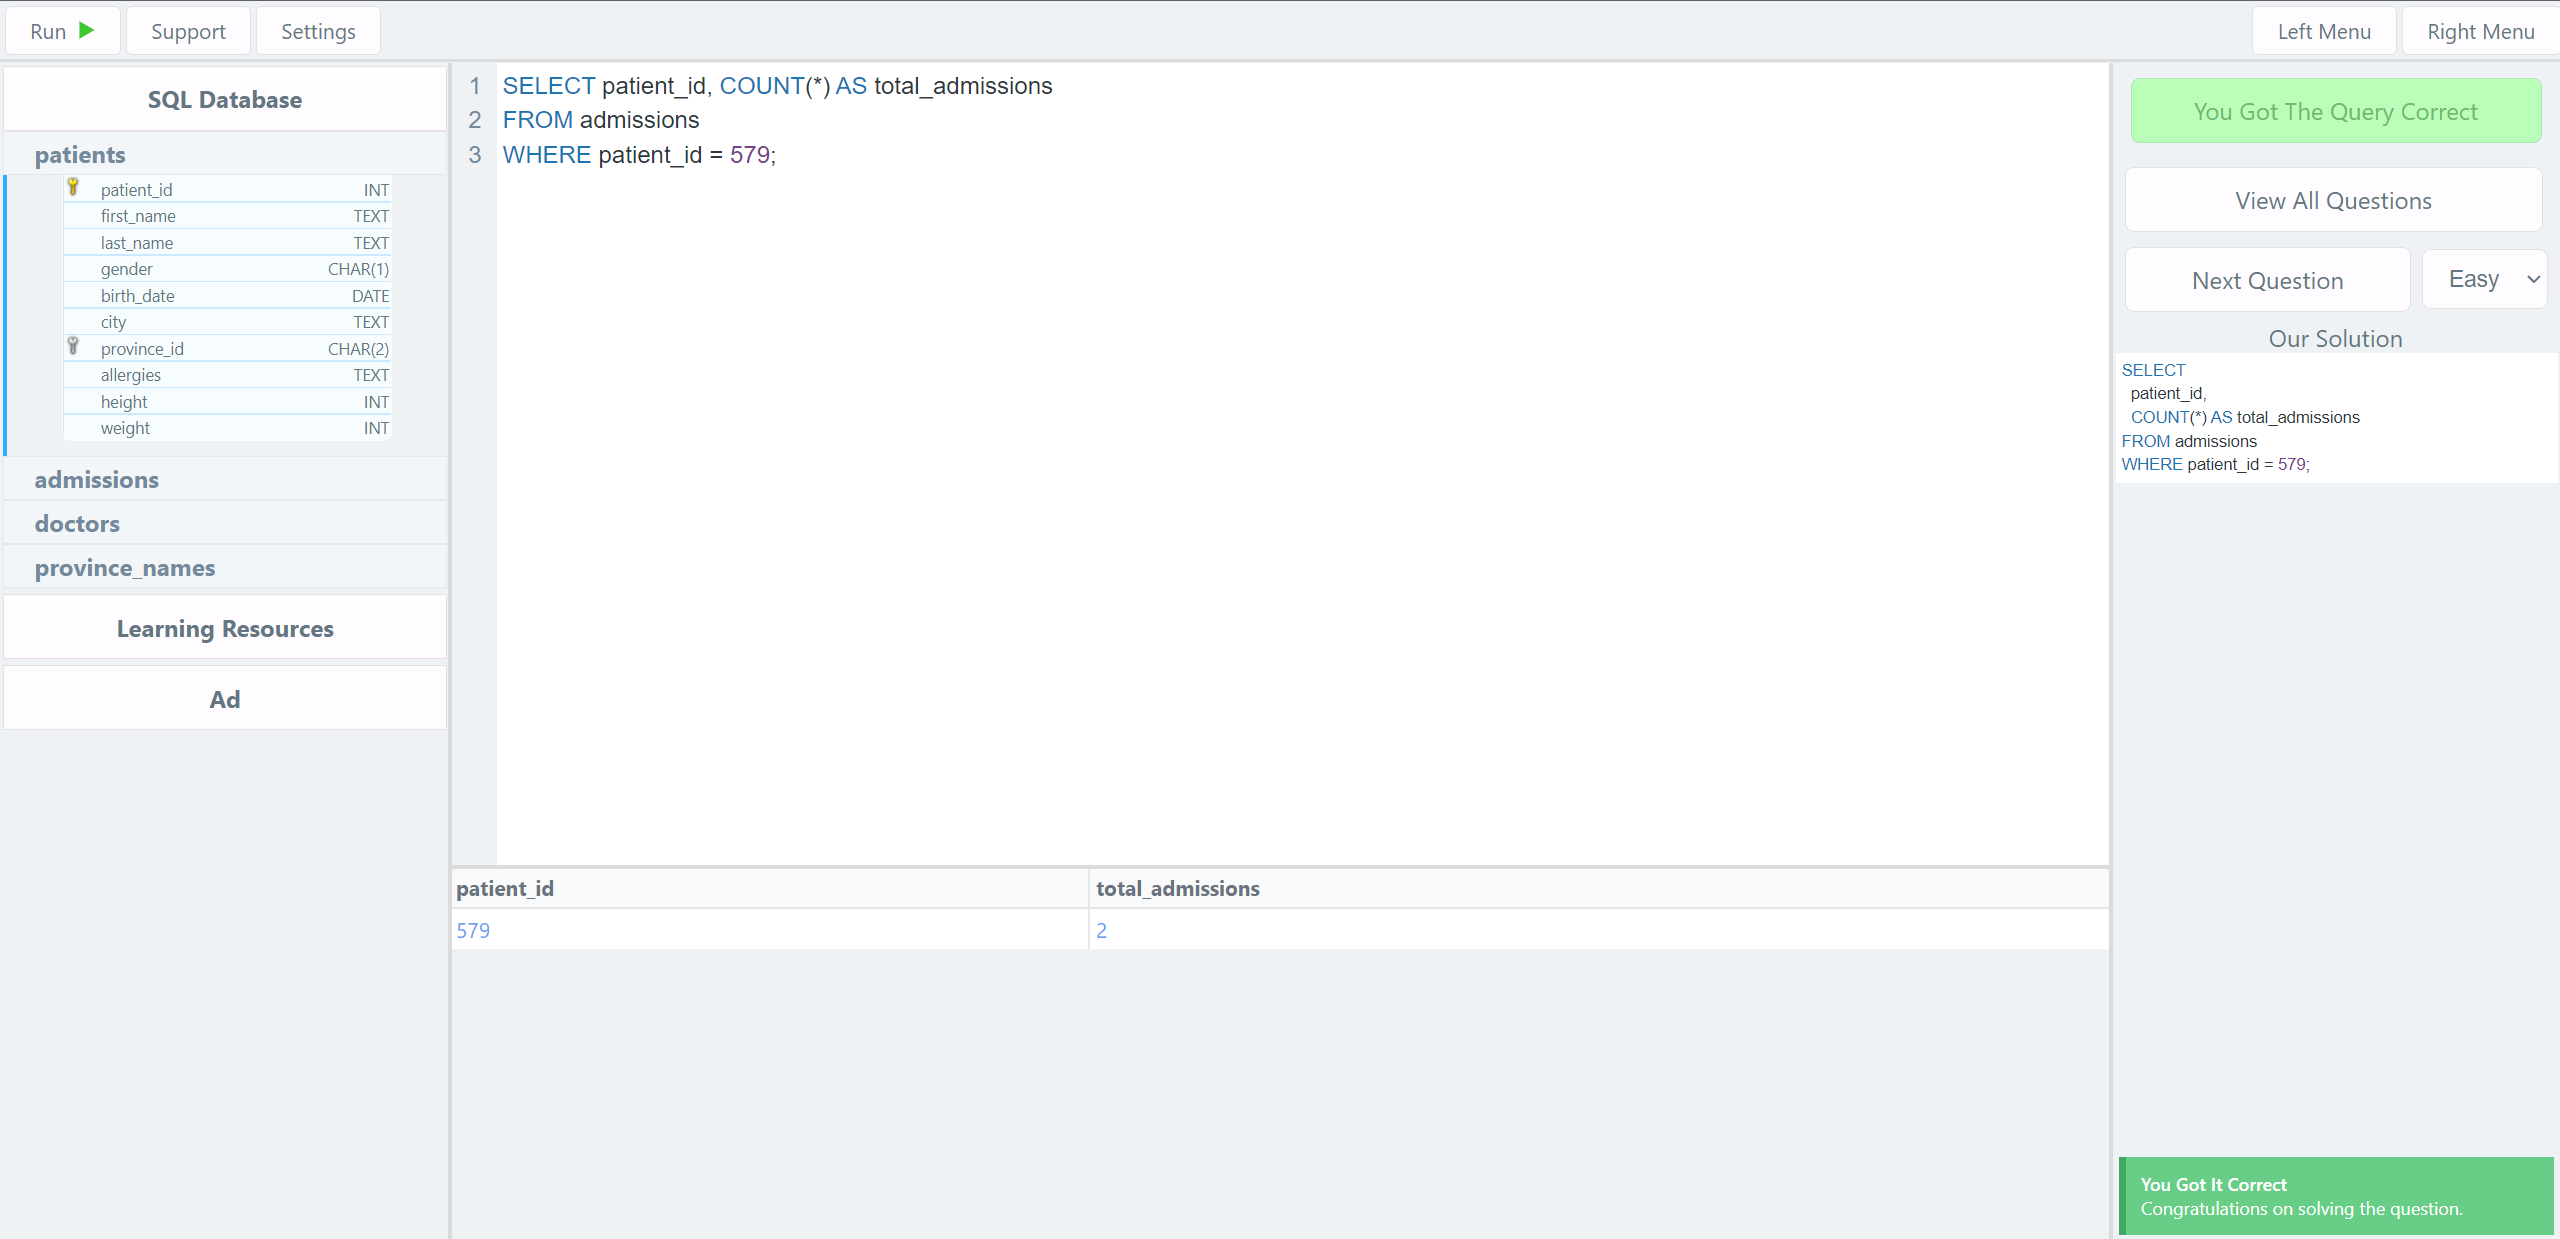 Run
Support
Settings
Left Menu
Right Menu
SQL Database
patients
patient_id INT
first_name TEXT
last_name TEXT
gender CHAR(1)
birth_date DATE
city TEXT
province_id CHAR(2)
allergies TEXT
height INT
weight INT
admissions
doctors
province_names
Learning Resources
Ad
1 SELECT patient_id, COUNT(*) AS total_admissions
2 FROM admissions
3 WHERE patient_id = 579;
patient_id total_admissions
579 2
You Got The Query Correct
View All Questions
Next Question
Easy
Our Solution
SELECT
patient_id,
COUNT(*) AS total_admissions
FROM admissions
WHERE patient_id = 579;
You Got It Correct
Congratulations on solving the question.